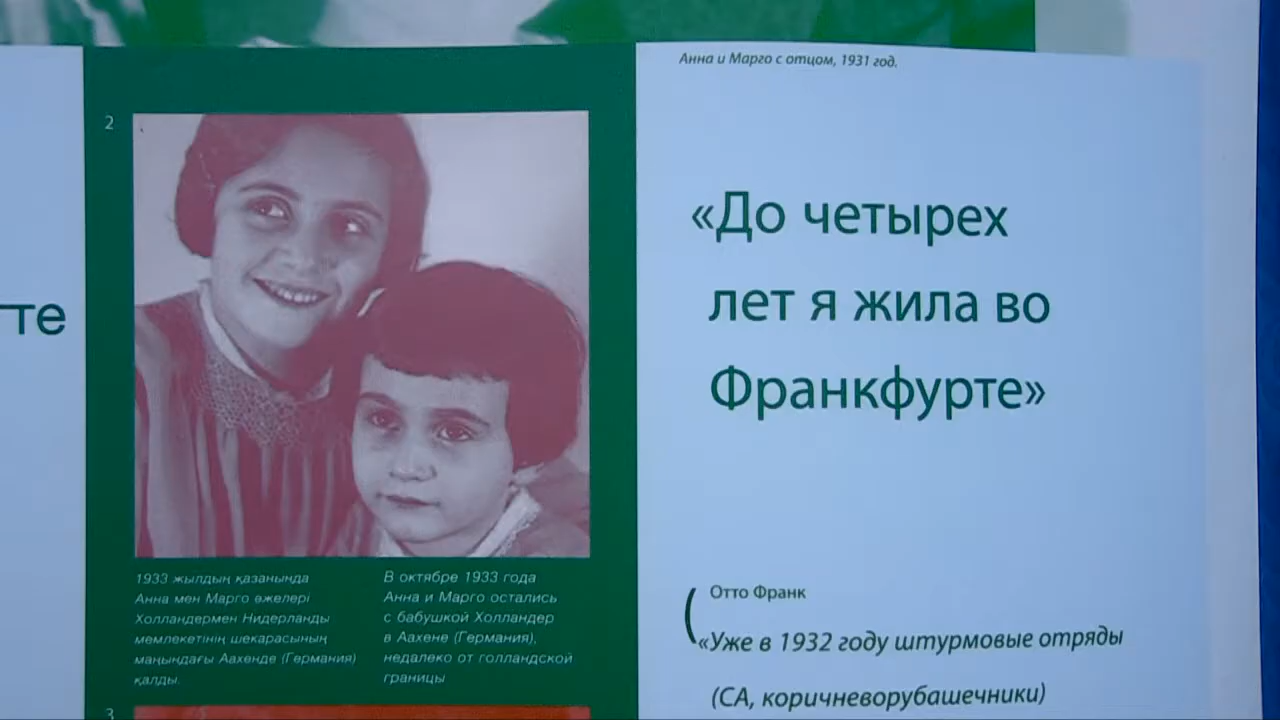 тте
2
1933 жылдың қазанында
Анна мен Марго әжелері
Холландермен Нидерланды
мемлекетінің шекарасының
маңындағы Аахенде (Германия)
қалды.
В октябре 1933 года
Анна и Марго остались
с бабушкой Холландер
в Аахене (Германия),
недалеко от голландской
границы
3
Анна и Марго с отцом, 1931 год.
«До четырех
лет я жила во
Франкфурте»
Отто Франк
«Уже в 1932 году штурмовые отряды
(СА, коричневорубашечники)